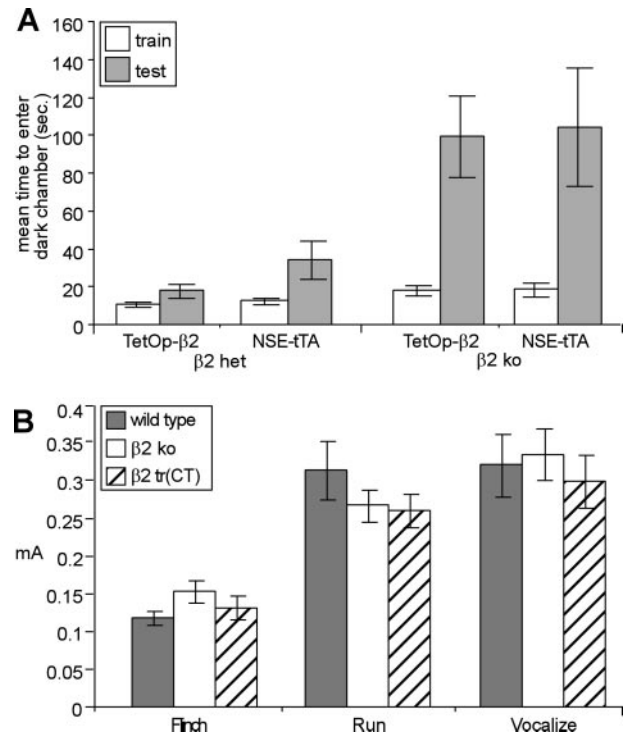 A
train
test
mean time to enter
dark chamber (sec.)
160
140
120
100
80
60
40
20
0
TetOp-β2
NSE-tTA
TetOp-β2
NSE-tTA
β2 het
β2 ko
B
wild type
β2 ko
β2 tr(CT)
mA
0.4
0.35
0.3
0.25
0.2
0.15
0.1
0.05
0
Flinch
Run
Vocalize